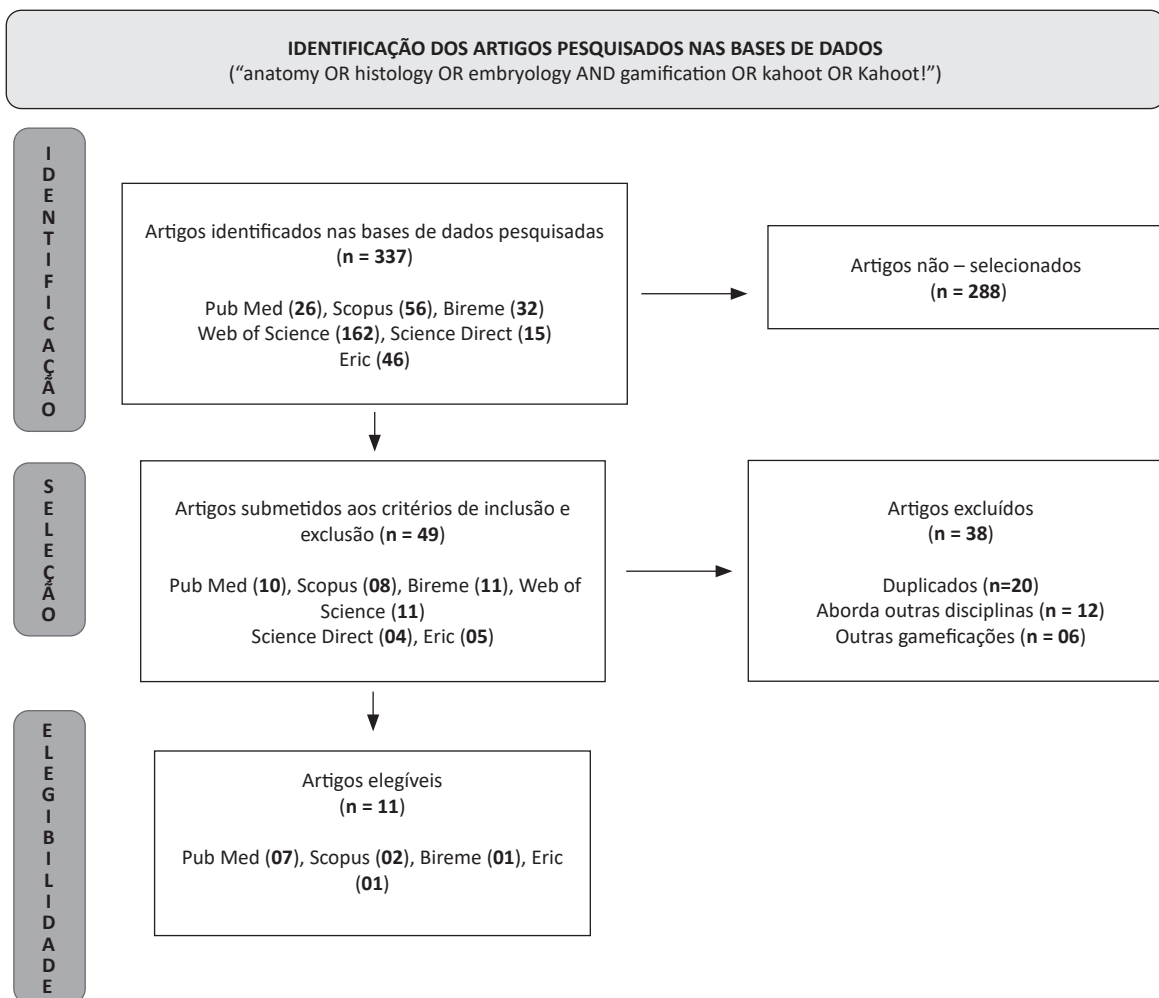 IDENTIFICAÇÃO DOS ARTIGOS PESQUISADOS NAS BASES DE DADOS
(“anatomy OR histology OR embryology AND gamification OR kahoot OR Kahoot!”)
IDENTIFICAÇÃO
Artigos identificados nas bases de dados pesquisadas
(n = 337)
Pub Med (26), Scopus (56), Bireme (32)
Web of Science (162), Science Direct (15)
Eric (46)
Artigos não – selecionados
(n = 288)
SELEÇÃO
Artigos submetidos aos critérios de inclusão e
exclusão (n = 49)
Pub Med (10), Scopus (08), Bireme (11), Web of
Science (11)
Science Direct (04), Eric (05)
Artigos excluídos
(n = 38)
Duplicados (n=20)
Aborda outras disciplinas (n = 12)
Outras gameficações (n = 06)
ELEGIBILIDADE
Artigos elegíveis
(n = 11)
Pub Med (07), Scopus (02), Bireme (01), Eric
(01)